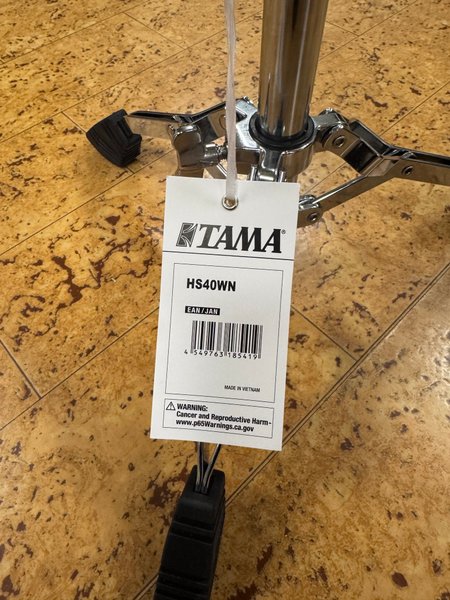 TAMA®
HS40WN
EAN/JAN
4 549763 185419
MADE IN VIETNAM
⚠ WARNING:
Cancer and Reproductive Harm-
www.p65Warnings.ca.gov